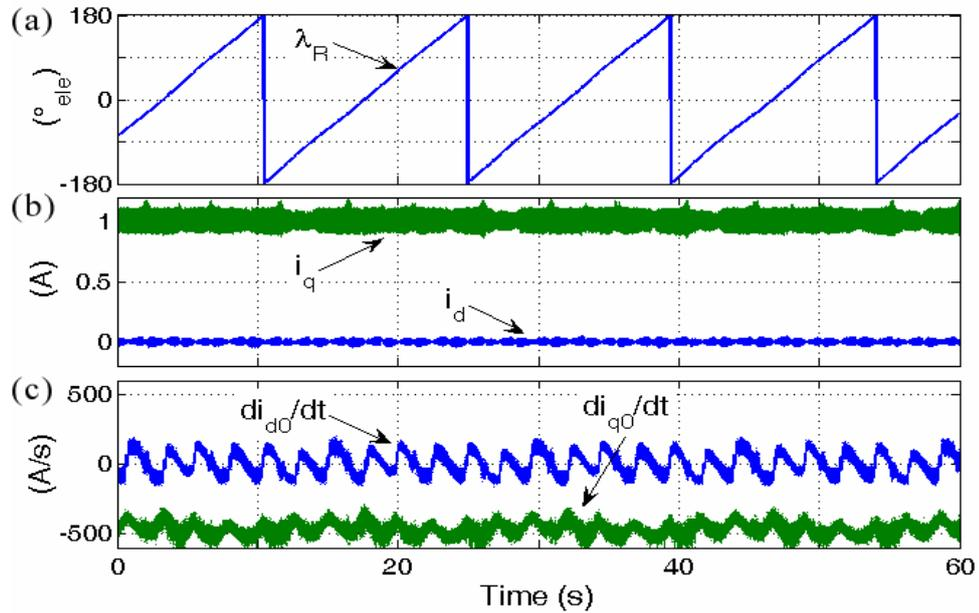 (a)
180
0
-180
(°ele)
λR
(b)
1
0.5
0
(A)
iq
id
(c)
500
0
-500
(A/s)
did0/dt
diq0/dt
0
20
40
60
Time (s)